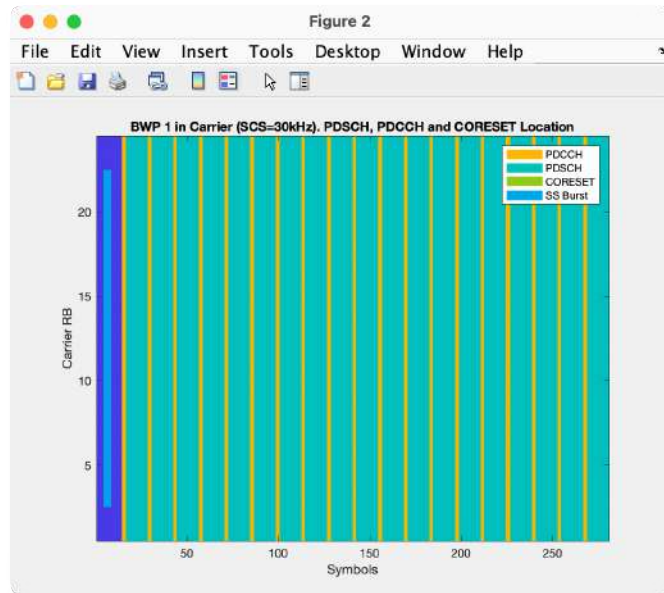 Figure 2
File Edit View Insert Tools Desktop Window Help
BWP 1 in Carrier (SCS=30kHz). PDSCH, PDCCH and CORESET Location
PDCCH
PDSCH
CORESET
SS Burst
20
15
10
5
Carrier RB
50 100 150 200 250
Symbols